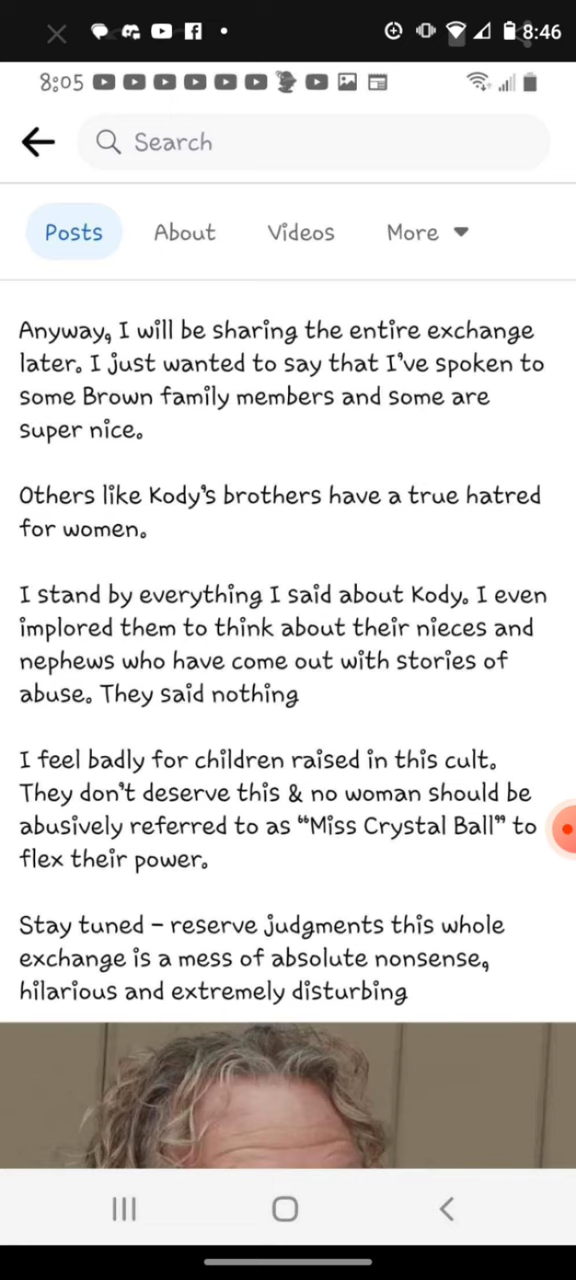 8:46
8:05
Search
Posts About Videos More
Anyway, I will be sharing the entire exchange
later. I just wanted to say that I've spoken to
some Brown family members and some are
super nice.
Others like Kody's brothers have a true hatred
for women.
I stand by everything I said about Kody. I even
implored them to think about their nieces and
nephews who have come out with stories of
abuse. They said nothing
I feel badly for children raised in this cult.
They don't deserve this & no woman should be
abusively referred to as “Miss Crystal Ball” to
flex their power.
Stay tuned - reserve judgments this whole
exchange is a mess of absolute nonsense,
hilarious and extremely disturbing